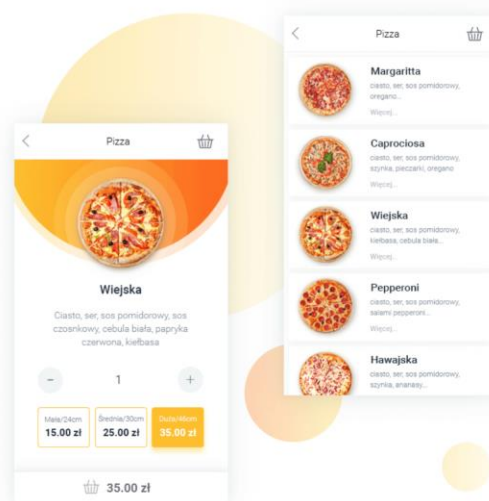 Pizza
Wiejska
Ciasto, ser, sos pomidorowy, sos
czosnkowy, cebula biała, papryka
czerwona, kiełbasa
-
1
+
Mała/24cm
15.00 zł
Średnia/30cm
25.00 zł
Duża/46cm
35.00 zł
35.00 zł
Pizza
Margaritta
ciasto, ser, sos pomidorowy,
oregano...
Więcej...
Caprociosa
ciasto, ser, sos pomidorowy,
szynka, pieczarki, oregano
Więcej...
Wiejska
ciasto, ser, sos pomidorowy,
kiełbasa, cebula biała...
Więcej...
Pepperoni
ciasto, ser, sos pomidorowy,
salami pepperoni...
Więcej...
Hawajska
ciasto, ser, sos pomidorowy,
szynka, ananasy...